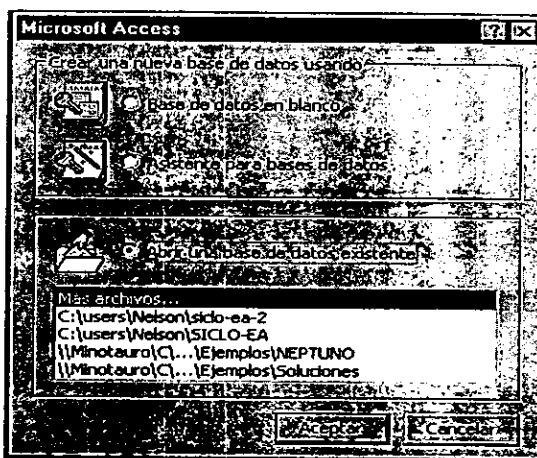 Microsoft Access
Crear una nueva base de datos usando
Base de datos en blanco
Asistente para bases de datos
Abrir una base de datos existente
Más archivos...
C:\users\Nelson\siclo-ea-2
C:\users\Nelson\SICLO-EA
\\Minotauro\C\...\Ejemplos\NEPTUNO
\\Minotauro\C\...\Ejemplos\Soluciones
Aceptar
Cancelar